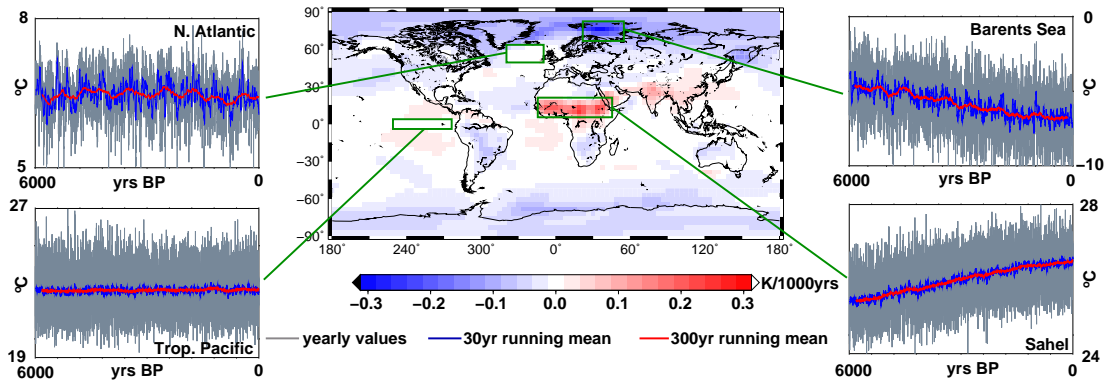 8
N. Atlantic
°C
5
6000 yrs BP 0
27
°C
19
Trop. Pacific
6000 yrs BP 0
90°
60°
30°
0°
−30°
−60°
−90°
180° 240° 300° 0° 60° 120° 180°
−0.3 −0.2 −0.1 0.0 0.1 0.2 0.3
K/1000yrs
yearly values 30yr running mean 300yr running mean
0
Barents Sea
°C
−10
6000 yrs BP 0
28
°C
Sahel
24
6000 yrs BP 0